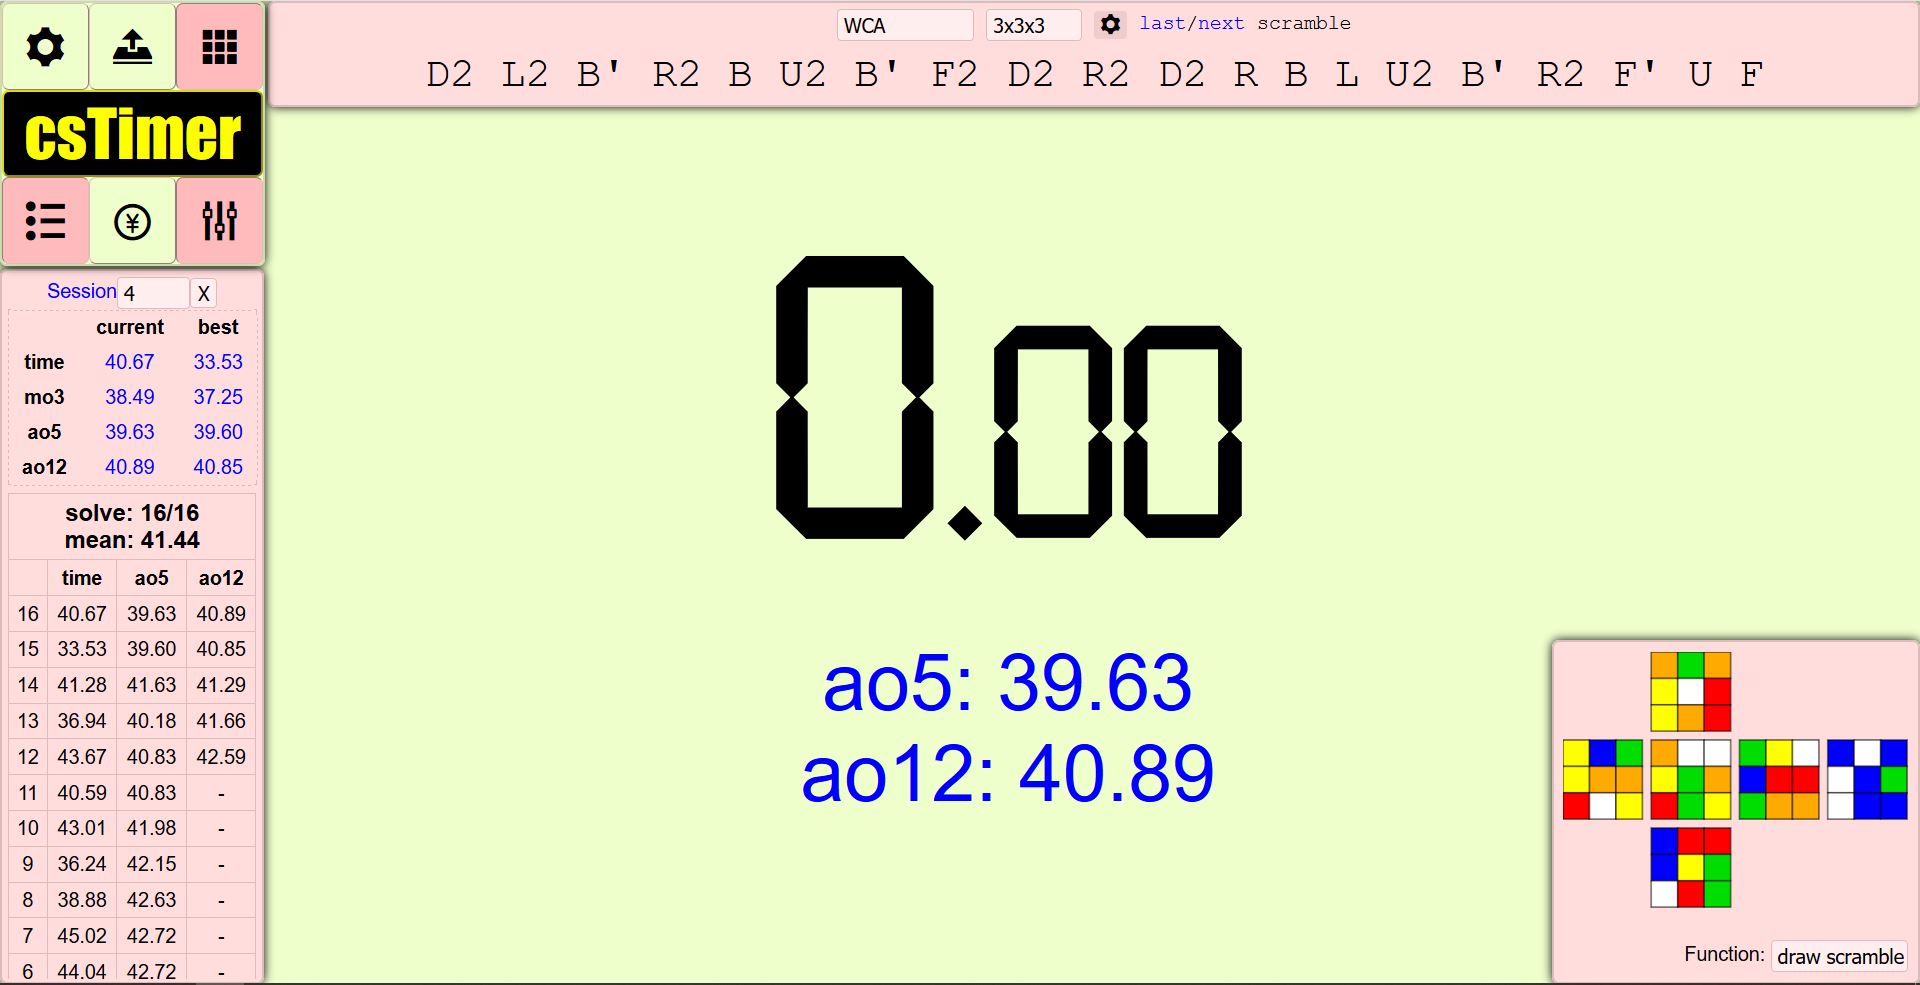 WCA 3x3x3 last/next scramble
D2 L2 B' R2 B U2 B' F2 D2 R2 D2 R B L U2 B' R2 F' U F
csTimer
¥
Session 4 X
current best
time 40.67 33.53
mo3 38.49 37.25
ao5 39.63 39.60
ao12 40.89 40.85
solve: 16/16
mean: 41.44
time ao5 ao12
16 40.67 39.63 40.89
15 33.53 39.60 40.85
14 41.28 41.63 41.29
13 36.94 40.18 41.66
12 43.67 40.83 42.59
11 40.59 40.83 -
10 43.01 41.98 -
9 36.24 42.15 -
8 38.88 42.63 -
7 45.02 42.72 -
6 44.04 42.72 -
0.00
ao5: 39.63
ao12: 40.89
Function: draw scramble